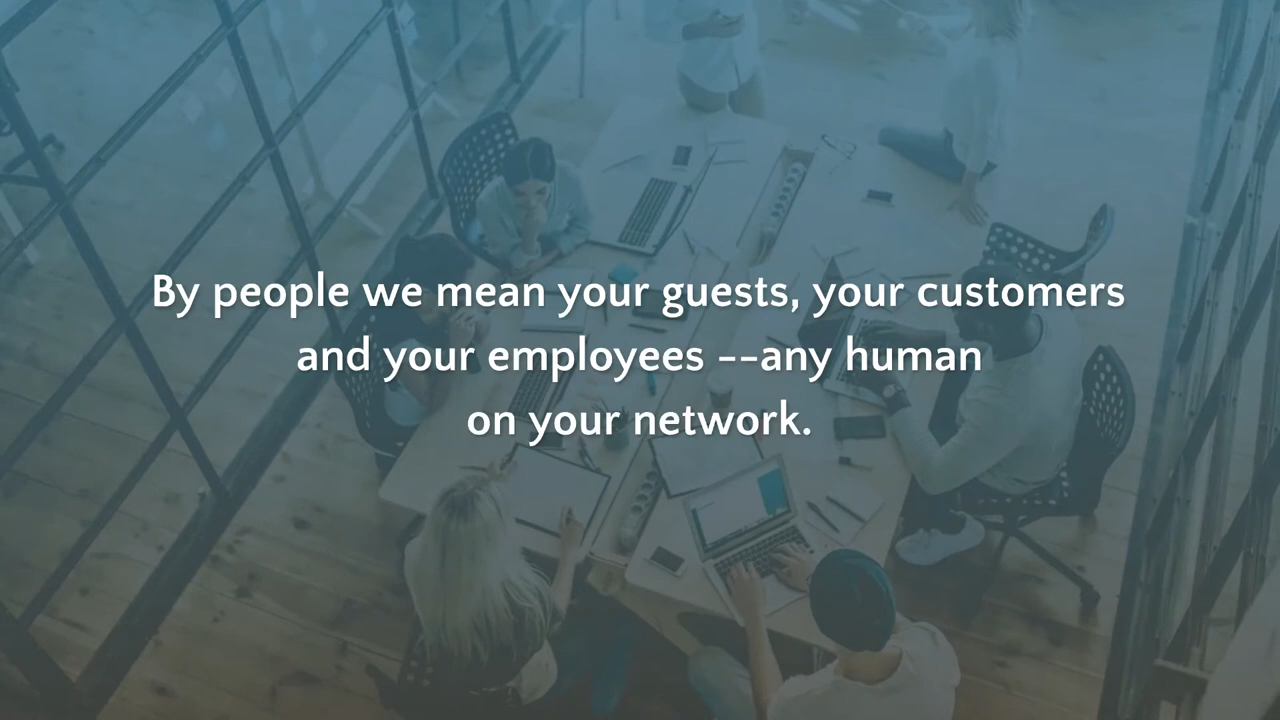 By people we mean your guests, your customers
and your employees --any human
on your network.